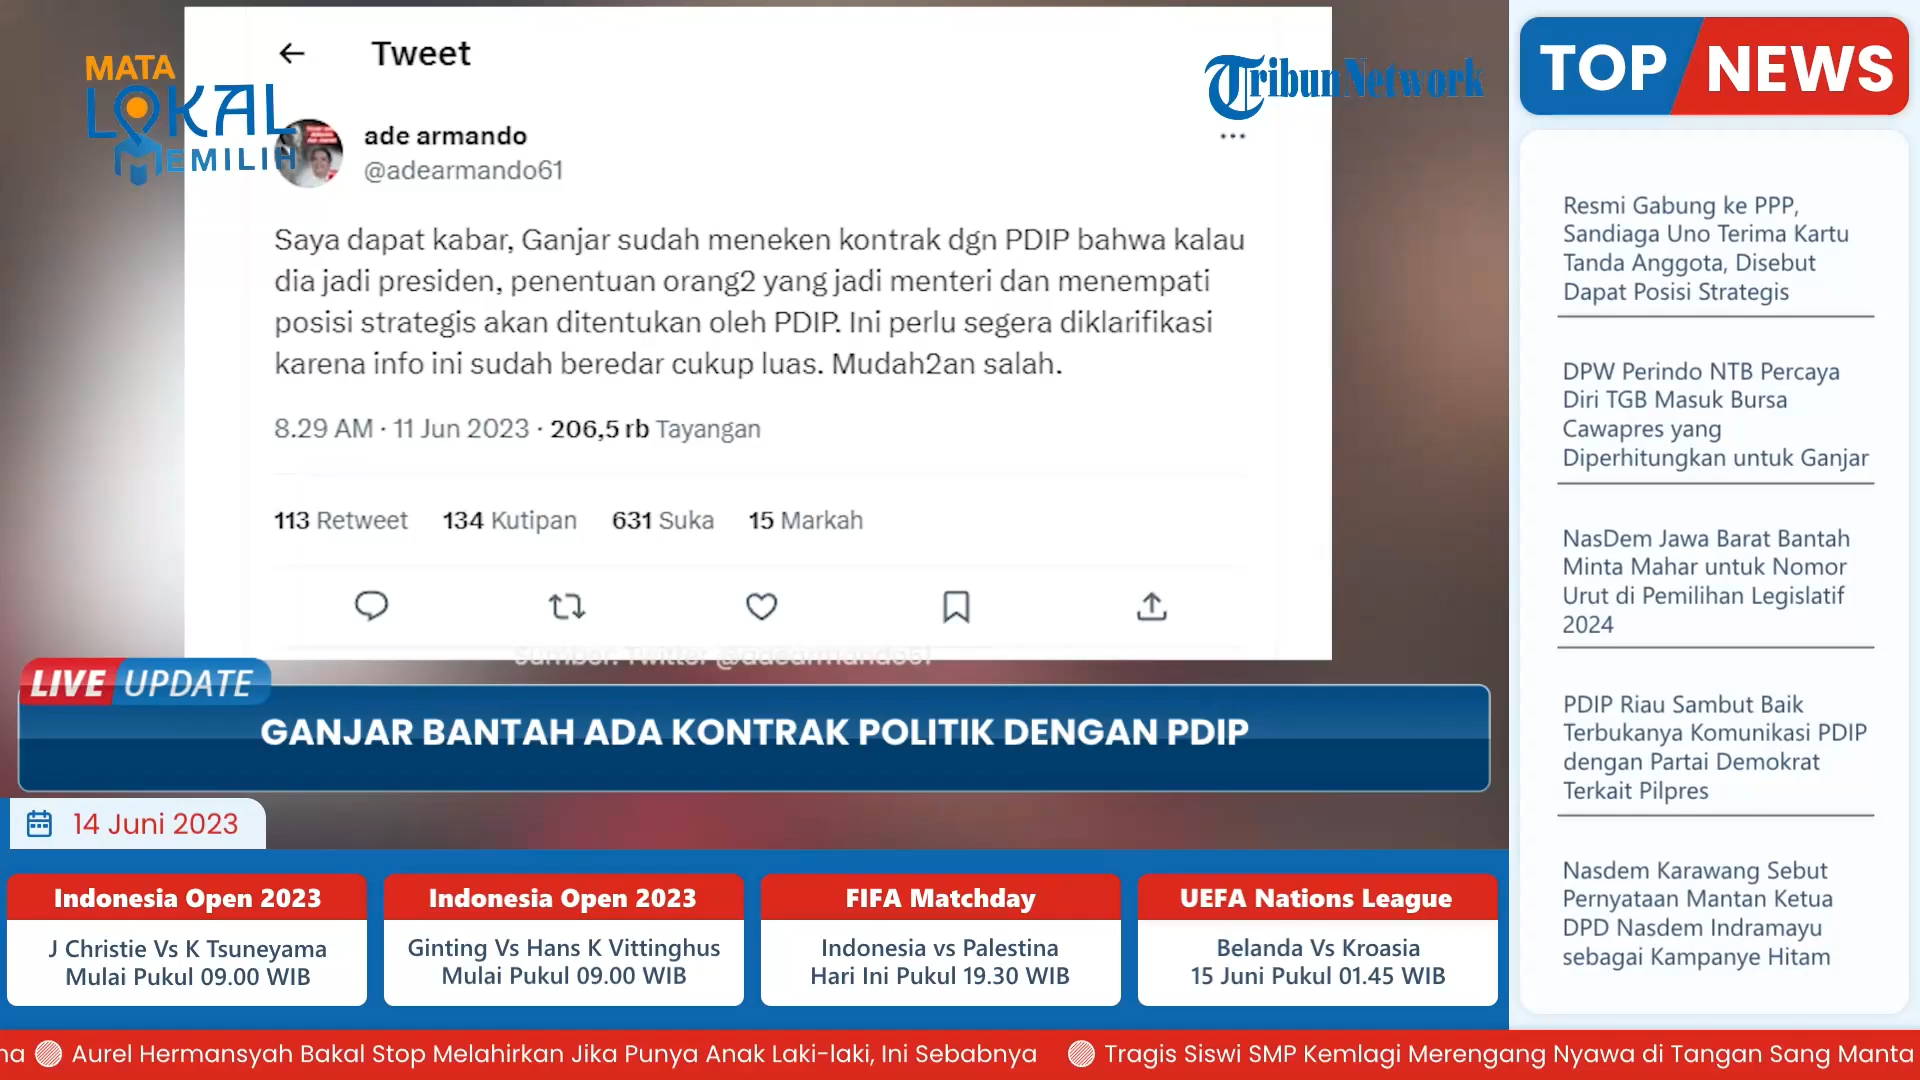 Tweet
MATA
LOKAL
MEMILIH
TribunNetwork
ade armando
@adearmando61
Saya dapat kabar, Ganjar sudah meneken kontrak dgn PDIP bahwa kalau
dia jadi presiden, penentuan orang2 yang jadi menteri dan menempati
posisi strategis akan ditentukan oleh PDIP. Ini perlu segera diklarifikasi
karena info ini sudah beredar cukup luas. Mudah2an salah.
8.29 AM · 11 Jun 2023 · 206,5 rb Tayangan
113 Retweet 134 Kutipan 631 Suka 15 Markah
Sumber: Twitter @adearmando61
LIVE UPDATE
GANJAR BANTAH ADA KONTRAK POLITIK DENGAN PDIP
14 Juni 2023
Indonesia Open 2023
J Christie Vs K Tsuneyama
Mulai Pukul 09.00 WIB
Indonesia Open 2023
Ginting Vs Hans K Vittinghus
Mulai Pukul 09.00 WIB
FIFA Matchday
Indonesia vs Palestina
Hari Ini Pukul 19.30 WIB
UEFA Nations League
Belanda Vs Kroasia
15 Juni Pukul 01.45 WIB
TOP NEWS
Resmi Gabung ke PPP,
Sandiaga Uno Terima Kartu
Tanda Anggota, Disebut
Dapat Posisi Strategis
DPW Perindo NTB Percaya
Diri TGB Masuk Bursa
Cawapres yang
Diperhitungkan untuk Ganjar
NasDem Jawa Barat Bantah
Minta Mahar untuk Nomor
Urut di Pemilihan Legislatif
2024
PDIP Riau Sambut Baik
Terbukanya Komunikasi PDIP
dengan Partai Demokrat
Terkait Pilpres
Nasdem Karawang Sebut
Pernyataan Mantan Ketua
DPD Nasdem Indramayu
sebagai Kampanye Hitam
na Aurel Hermansyah Bakal Stop Melahirkan Jika Punya Anak Laki-laki, Ini Sebabnya Tragis Siswi SMP Kemlagi Merengang Nyawa di Tangan Sang Manta